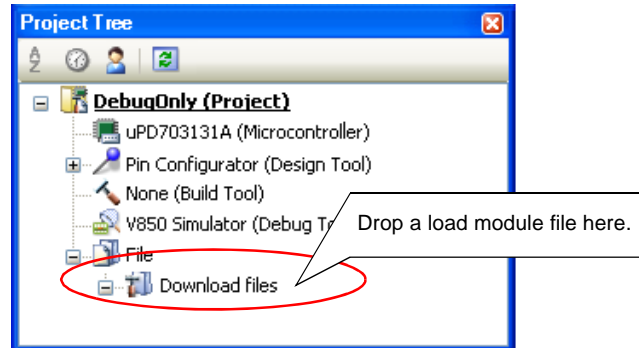 Project Tree
DebugOnly (Project)
uPD703131A (Microcontroller)
Pin Configurator (Design Tool)
None (Build Tool)
V850 Simulator (Debug
Drop a load module file here.
File
Download files